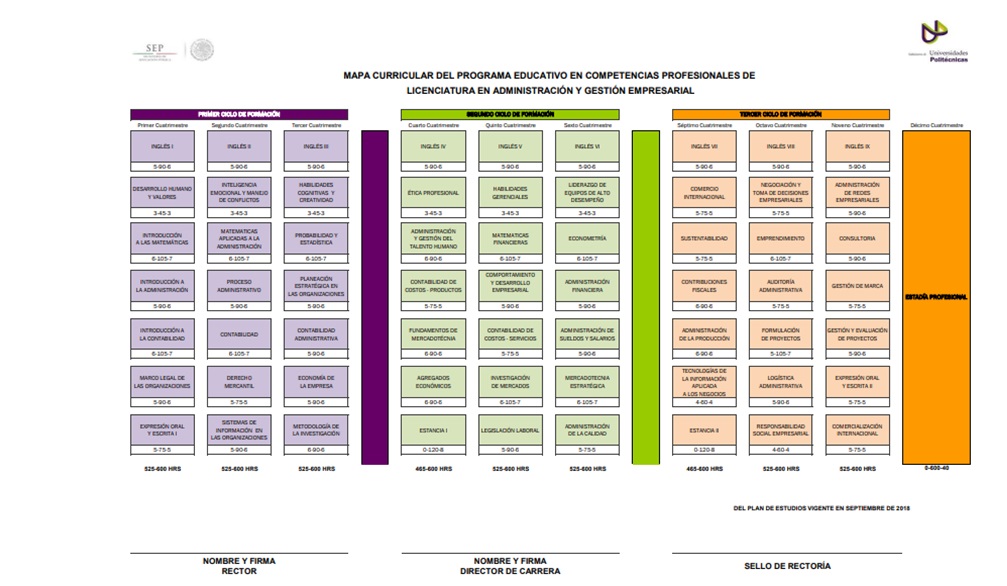 SEP
Universidades
Politécnicas
MAPA CURRICULAR DEL PROGRAMA EDUCATIVO EN COMPETENCIAS PROFESIONALES DE
LICENCIATURA EN ADMINISTRACIÓN Y GESTIÓN EMPRESARIAL
PRIMER CICLO DE FORMACIÓN
SEGUNDO CICLO DE FORMACIÓN
TERCER CICLO DE FORMACIÓN
Primer Cuatrimestre
Segundo Cuatrimestre
Tercer Cuatrimestre
Cuarto Cuatrimestre
Quinto Cuatrimestre
Sexto Cuatrimestre
Séptimo Cuatrimestre
Octavo Cuatrimestre
Noveno Cuatrimestre
Décimo Cuatrimestre
INGLÉS I
5-90-6
INGLÉS II
5-90-6
INGLÉS III
5-90-6
INGLÉS IV
5-90-6
INGLÉS V
5-90-6
INGLÉS VI
5-90-6
INGLÉS VII
5-90-6
INGLÉS VIII
5-90-6
INGLÉS IX
5-90-6
DESARROLLO HUMANO
Y VALORES
3-45-3
INTELIGENCIA
EMOCIONAL Y MANEJO
DE CONFLICTOS
3-45-3
HABILIDADES
COGNITIVAS Y
CREATIVIDAD
3-45-3
ÉTICA PROFESIONAL
3-45-3
HABILIDADES
GERENCIALES
3-45-3
LIDERAZGO DE
EQUIPOS DE ALTO
DESEMPEÑO
3-45-3
COMERCIO
INTERNACIONAL
5-75-5
NEGOCIACIÓN Y
TOMA DE DECISIONES
EMPRESARIALES
5-75-5
ADMINISTRACIÓN
DE REDES
EMPRESARIALES
5-90-6
INTRODUCCIÓN
A LAS MATEMÁTICAS
6-105-7
MATEMATICAS
APLICADAS A LA
ADMINISTRACIÓN
6-105-7
PROBABILIDAD Y
ESTADÍSTICA
6-105-7
ADMINISTRACIÓN
Y GESTIÓN DEL
TALENTO HUMANO
6-90-6
MATEMATICAS
FINANCIERAS
6-105-7
ECONOMETRÍA
6-105-7
SUSTENTABILIDAD
5-75-5
EMPRENDIMIENTO
6-105-7
CONSULTORIA
5-90-6
INTRODUCCIÓN A
LA ADMINISTRACIÓN
5-90-6
PROCESO
ADMINISTRATIVO
5-90-6
PLANEACIÓN
ESTRATÉGICA EN
LAS ORGANIZACIONES
5-90-6
CONTABILIDAD DE
COSTOS - PRODUCTOS
5-75-5
COMPORTAMIENTO
Y DESARROLLO
EMPRESARIAL
5-90-6
ADMINISTRACIÓN
FINANCIERA
5-90-6
CONTRIBUCIONES
FISCALES
6-90-6
AUDITORÍA
ADMINISTRATIVA
5-75-5
GESTIÓN DE MARCA
5-75-5
ESTADÍA PROFESIONAL
INTRODUCCIÓN A
LA CONTABILIDAD
6-105-7
CONTABILIDAD
6-105-7
CONTABILIDAD
ADMINISTRATIVA
5-90-6
FUNDAMENTOS DE
MERCADOTÉCNIA
6-90-6
CONTABILIDAD DE
COSTOS - SERVICIOS
5-75-5
ADMINISTRACIÓN DE
SUELDOS Y SALARIOS
5-90-6
ADMINISTRACIÓN
DE LA PRODUCCIÓN
6-90-6
FORMULACIÓN
DE PROYECTOS
5-105-7
GESTIÓN Y EVALUACIÓN
DE PROYECTOS
5-90-6
MARCO LEGAL DE
LAS ORGANIZACIONES
5-90-6
DERECHO
MERCANTIL
5-75-5
ECONOMÍA DE
LA EMPRESA
5-90-6
AGREGADOS
ECONÓMICOS
6-90-6
INVESTIGACIÓN
DE MERCADOS
6-105-7
MERCADOTECNIA
ESTRATÉGICA
6-105-7
TECNOLOGÍAS DE
LA INFORMACIÓN
APLICADA
A LOS NEGOCIOS
4-60-4
LOGÍSTICA
ADMINISTRATIVA
5-90-6
EXPRESIÓN ORAL
Y ESCRITA II
5-75-5
EXPRESIÓN ORAL
Y ESCRITA I
5-75-5
SISTEMAS DE
INFORMACIÓN EN
LAS ORGANIZACIONES
5-90-6
METODOLOGÍA DE
LA INVESTIGACIÓN
6-90-6
ESTANCIA I
0-120-8
LEGISLACIÓN LABORAL
5-90-6
ADMINISTRACIÓN
DE LA CALIDAD
5-75-5
ESTANCIA II
0-120-8
RESPONSABILIDAD
SOCIAL EMPRESARIAL
4-60-4
COMERCIALIZACIÓN
INTERNACIONAL
5-75-5
525-600 HRS
525-600 HRS
525-600 HRS
465-600 HRS
525-600 HRS
525-600 HRS
465-600 HRS
525-600 HRS
525-600 HRS
0-600-40
DEL PLAN DE ESTUDIOS VIGENTE EN SEPTIEMBRE DE 2018
NOMBRE Y FIRMA
RECTOR
NOMBRE Y FIRMA
DIRECTOR DE CARRERA
SELLO DE RECTORÍA